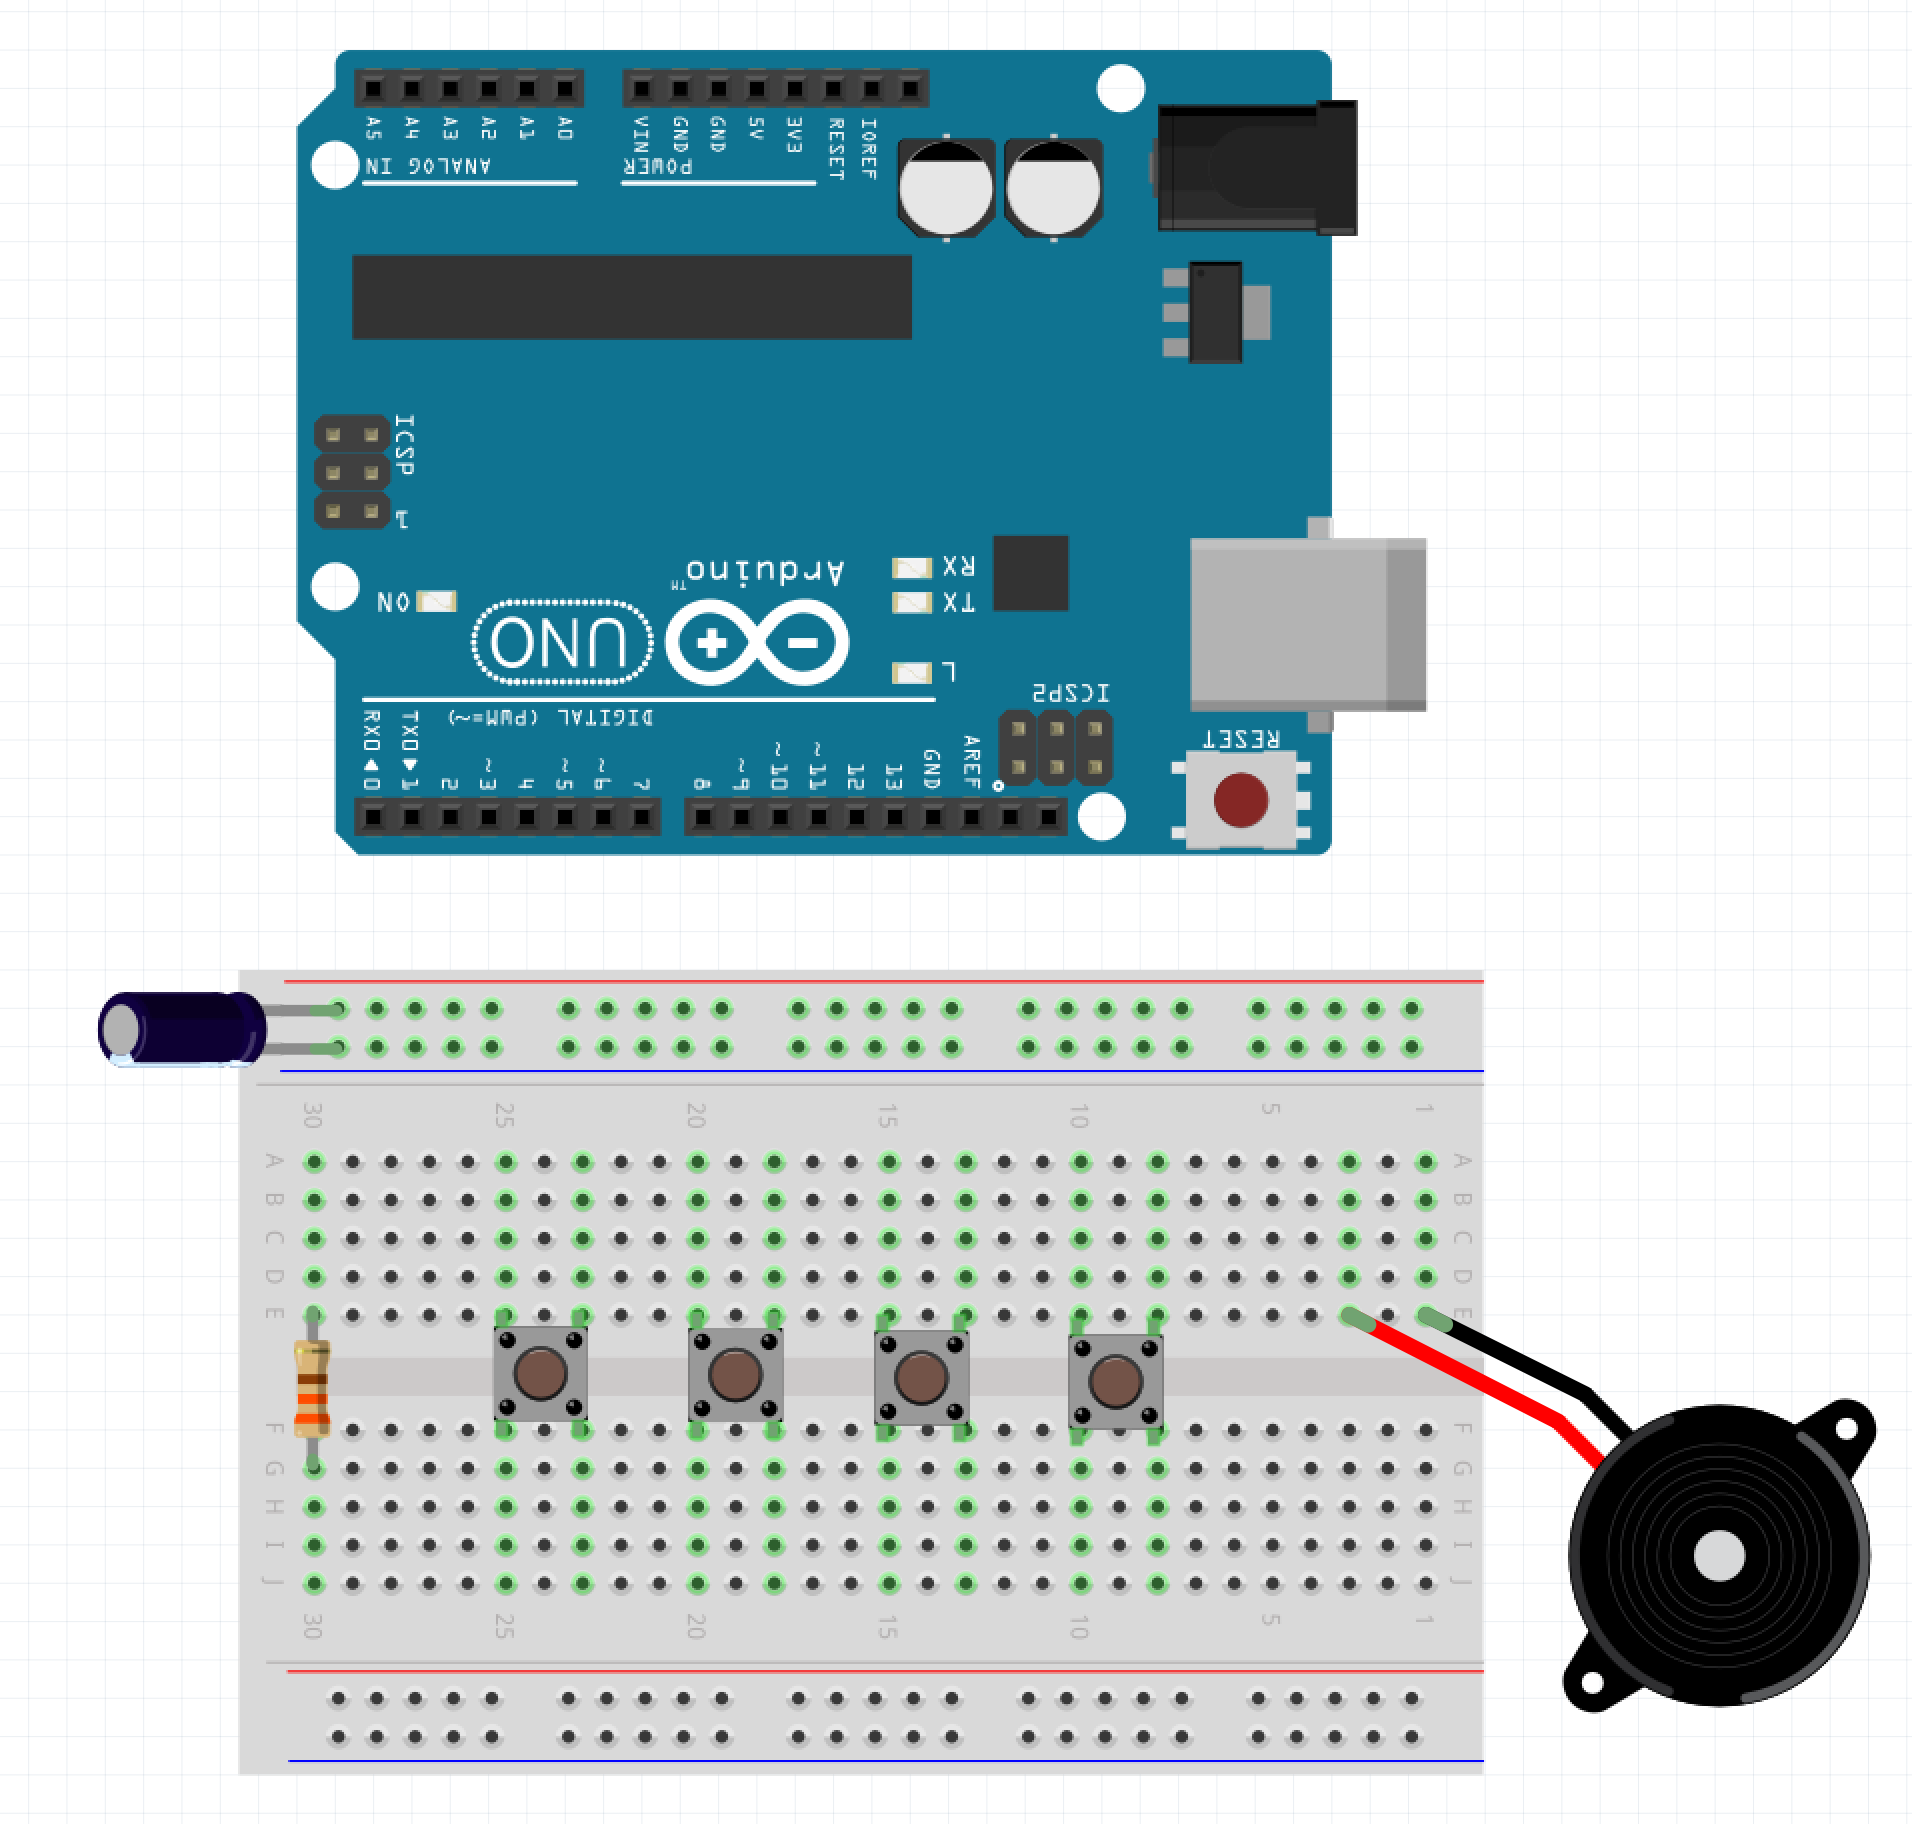 A5 A4 A3 A2 A1 A0
VIN GND GND 5V 3V3 RESET IOREF
ANALOG IN
POWER
ICSP
1
Arduino
TM
RX
ON
UNO
TX
L
ICSP2
DIGITAL (PWM=~)
RX0 TX0
RESET
0 1 2 ~3 4 ~5 ~6 7 8 ~9 ~10 ~11 12 13 GND AREF
30 25 20 15 10 5 1
A A
B B
C C
D D
E E
F F
G G
H H
I I
J J
30 25 20 15 10 5 1